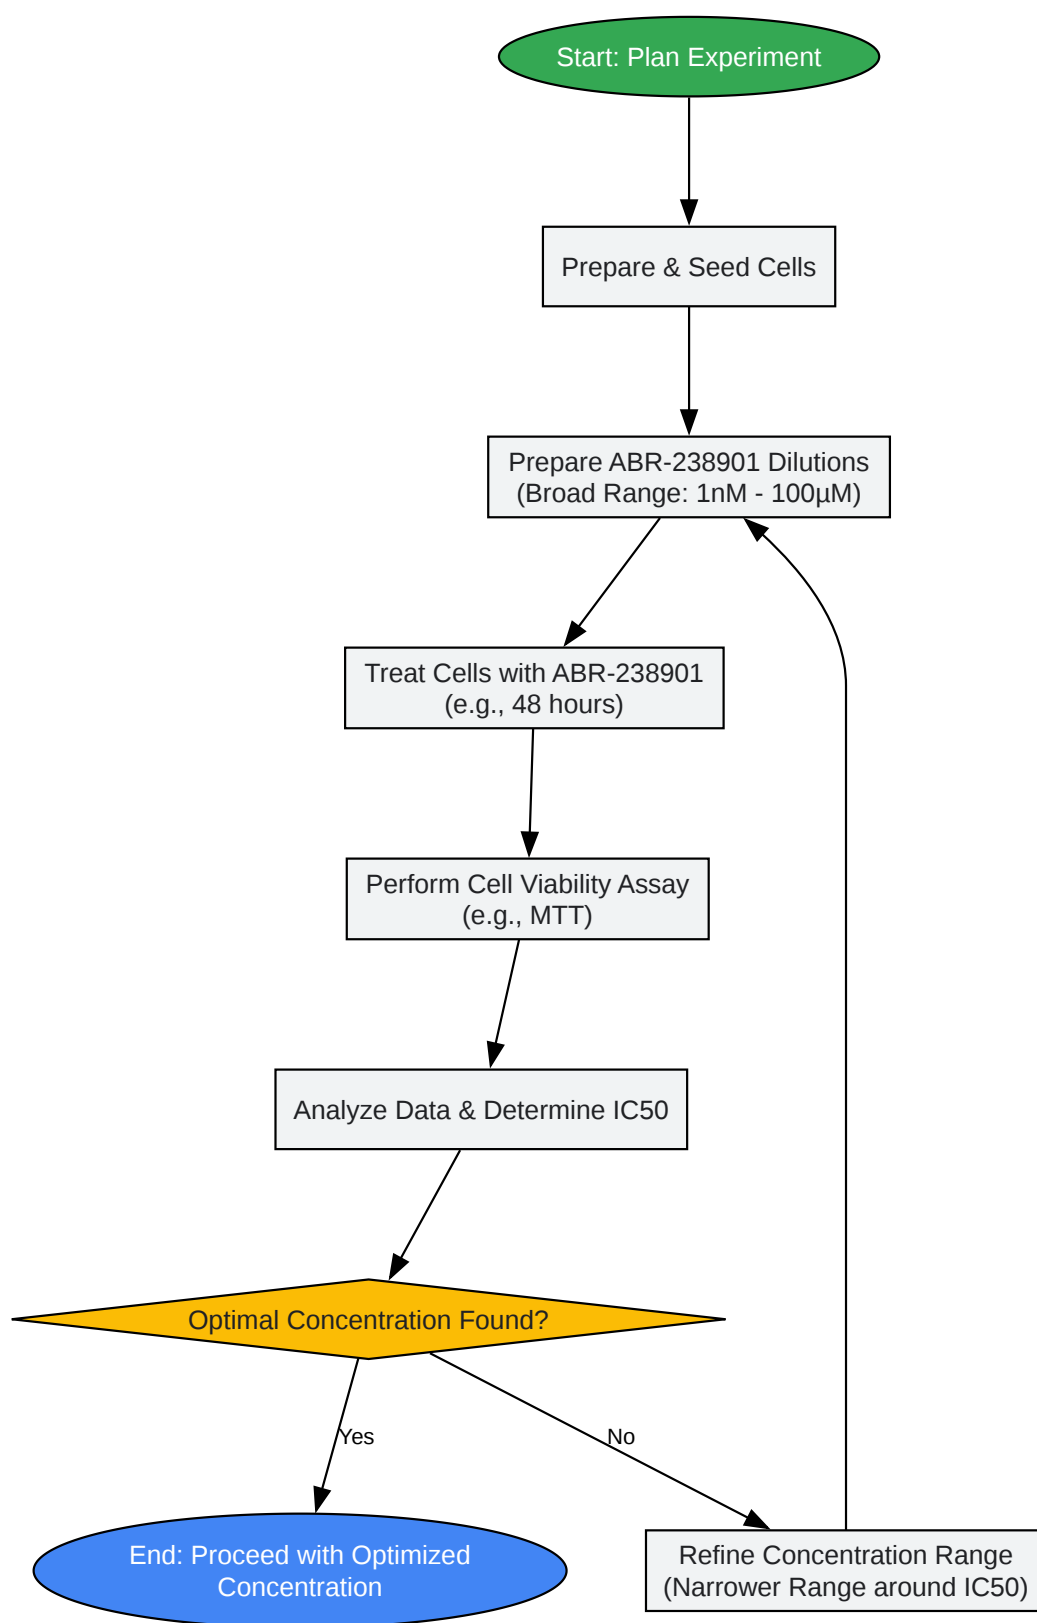 Start: Plan Experiment
Prepare & Seed Cells
Prepare ABR-238901 Dilutions
(Broad Range: 1nM - 100µM)
Treat Cells with ABR-238901
(e.g., 48 hours)
Perform Cell Viability Assay
(e.g., MTT)
Analyze Data & Determine IC50
Optimal Concentration Found?
Yes
No
End: Proceed with Optimized
Concentration
Refine Concentration Range
(Narrower Range around IC50)